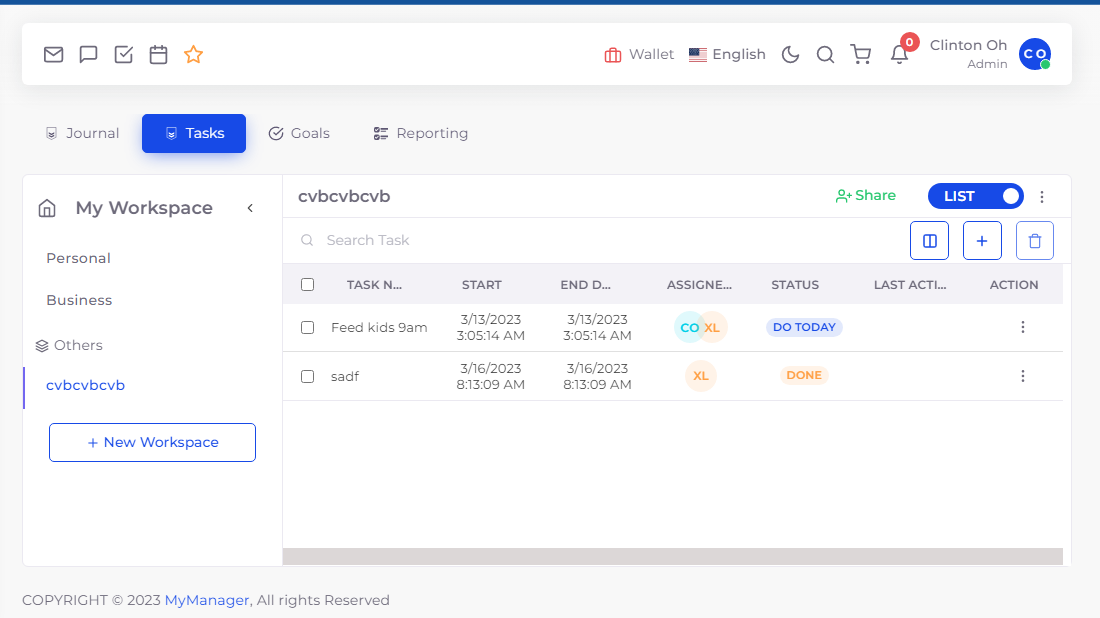 Wallet English 0 Clinton Oh
Admin
CO
Journal Tasks Goals Reporting
My Workspace
Personal
Business
Others
cvbcvbcvb
+ New Workspace
cvbcvbcvb Share LIST
Search Task
TASK N... START END D... ASSIGNE... STATUS LAST ACTI... ACTION
Feed kids 9am 3/13/2023 3:05:14 AM 3/13/2023 3:05:14 AM CO XL DO TODAY
sadf 3/16/2023 8:13:09 AM 3/16/2023 8:13:09 AM XL DONE
COPYRIGHT © 2023 MyManager, All rights Reserved